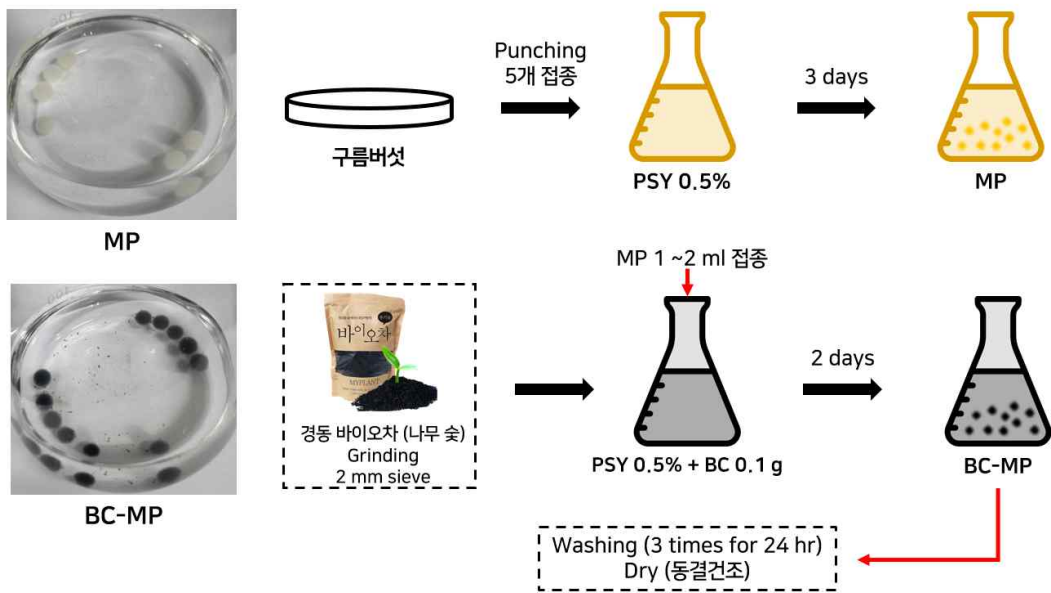 MP
구름버섯
Punching
5개 접종
PSY 0.5%
3 days
MP
BC-MP
바이오차
MYPLANT
경동 바이오차 (나무 숯)
Grinding
2 mm sieve
MP 1 ~2 ml 접종
PSY 0.5% + BC 0.1 g
2 days
BC-MP
Washing (3 times for 24 hr)
Dry (동결건조)